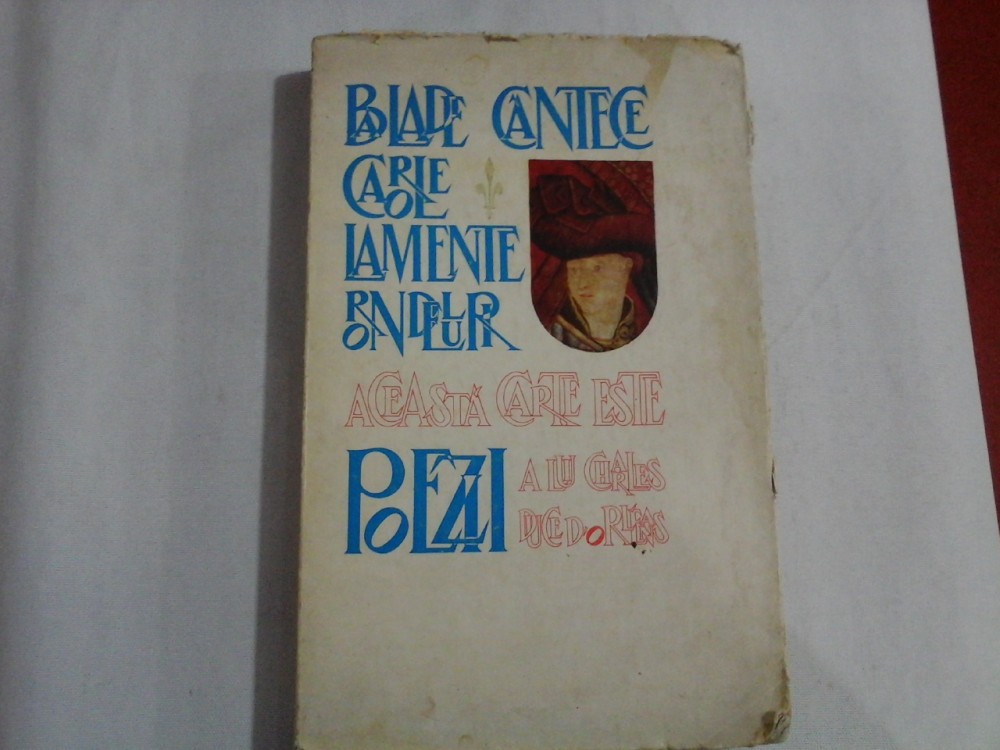 BALADE CÂNTECE
CAROLE
LAMENTE
RONDELURI
ACEASTĂ CARTE ESTE
POEZII A LUI CHARLES
DUCE D'ORLÉANS